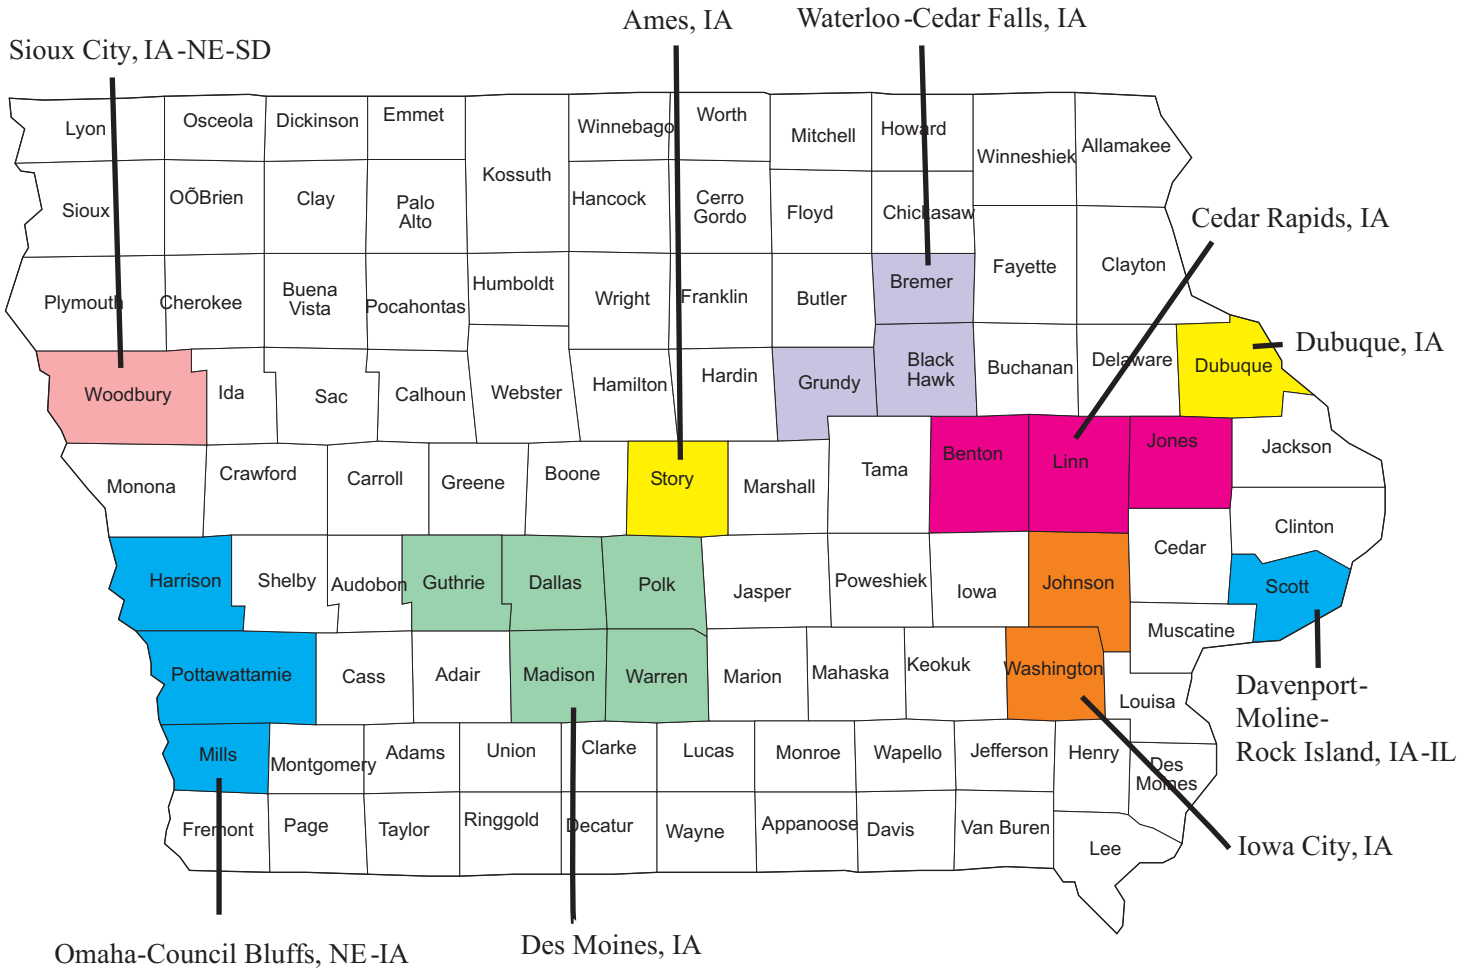 Ames, IA
Waterloo-Cedar Falls, IA
Sioux City, IA-NE-SD
Lyon
Osceola
Dickinson
Emmet
Winnebago
Worth
Mitchell
Howard
Winneshiek
Allamakee
Kossuth
Sioux
OÕBrien
Clay
Palo
Alto
Hancock
Cerro
Gordo
Floyd
Chickasaw
Cedar Rapids, IA
Fayette
Clayton
Plymouth
Cherokee
Buena
Vista
Pocahontas
Humboldt
Wright
Franklin
Butler
Bremer
Dubuque, IA
Woodbury
Ida
Sac
Calhoun
Webster
Hamilton
Hardin
Grundy
Black
Hawk
Buchanan
Delaware
Dubuque
Monona
Crawford
Carroll
Greene
Boone
Story
Marshall
Tama
Benton
Linn
Jones
Jackson
Clinton
Harrison
Shelby
Audobon
Guthrie
Dallas
Polk
Jasper
Poweshiek
Iowa
Johnson
Cedar
Scott
Muscatine
Pottawattamie
Cass
Adair
Madison
Warren
Marion
Mahaska
Keokuk
Washington
Louisa
Davenport-
Moline-
Rock Island, IA-IL
Mills
Montgomery
Adams
Union
Clarke
Lucas
Monroe
Wapello
Jefferson
Henry
Des
Moines
Fremont
Page
Taylor
Ringgold
Decatur
Wayne
Appanoose
Davis
Van Buren
Lee
Iowa City, IA
Omaha-Council Bluffs, NE-IA
Des Moines, IA